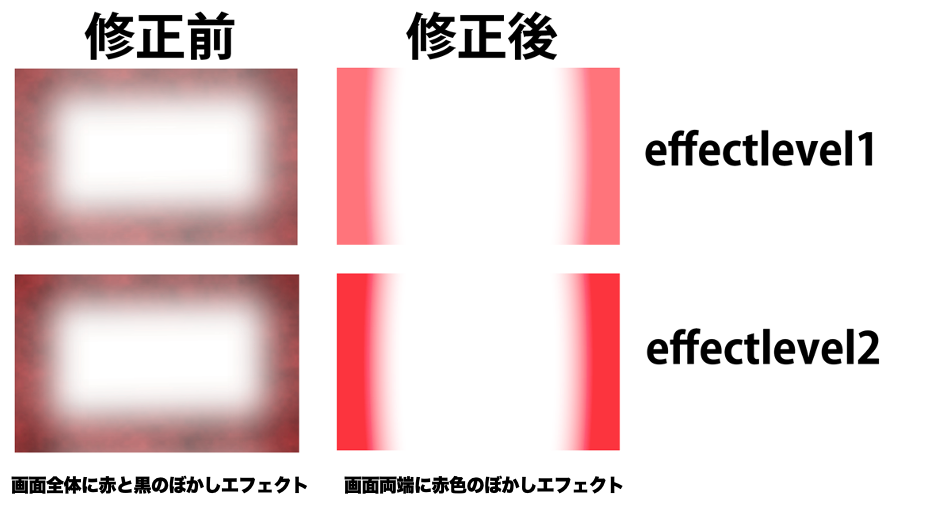 修正前
修正後
effectlevel1
effectlevel2
画面全体に赤と黒のぼかしエフェクト
画面両端に赤色のぼかしエフェクト